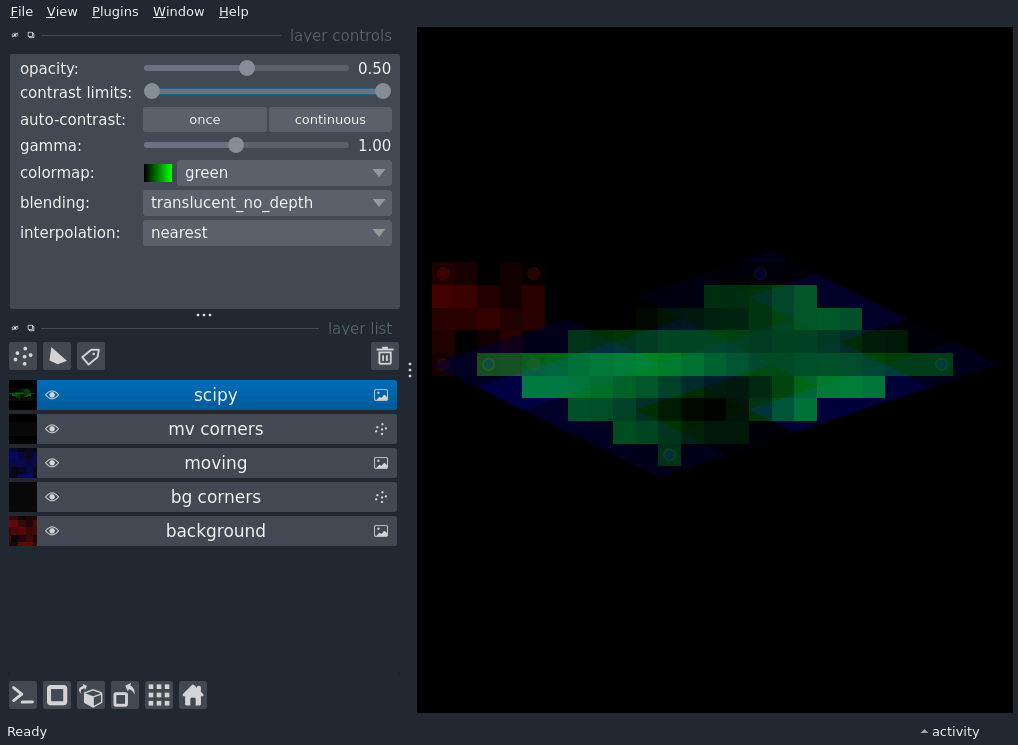 File View Plugins Window Help
layer controls
opacity: 0.50
contrast limits:
auto-contrast: once continuous
gamma: 1.00
colormap: green
blending: translucent_no_depth
interpolation: nearest
layer list
scipy
mv corners
moving
bg corners
background
Ready activity